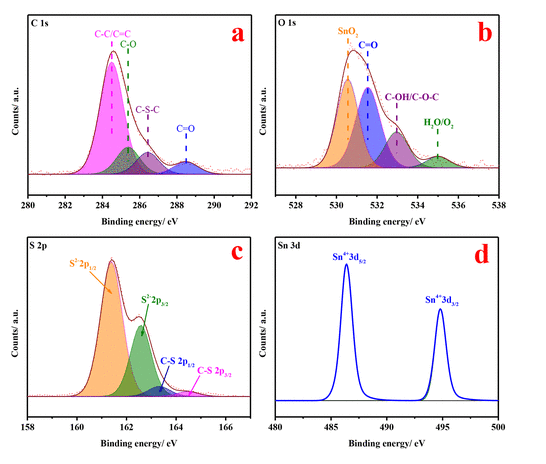 C 1s
a
C-C/C=C
C-O
C-S-C
C=O
Counts/ a.u.
280 282 284 286 288 290 292
Binding energy/ eV
O 1s
b
SnO₂
C=O
C-OH/C-O-C
H₂O/O₂
Counts/ a.u.
528 530 532 534 536 538
Binding energy/ eV
S 2p
c
S²⁻2p₁/₂
S²⁻2p₃/₂
C-S 2p₁/₂
C-S 2p₃/₂
Counts/ a.u.
158 160 162 164 166
Binding energy/ eV
Sn 3d
d
Sn⁴⁺3d₅/₂
Sn⁴⁺3d₃/₂
Counts/ a.u.
480 485 490 495 500
Binding energy/ eV